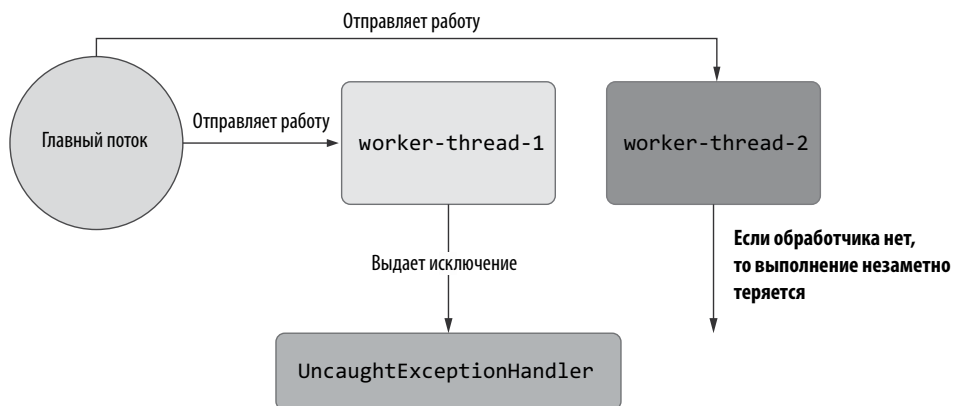 Отправляет работу
Главный поток
Отправляет работу
worker-thread-1
worker-thread-2
Выдает исключение
Если обработчика нет,
то выполнение незаметно
теряется
UncaughtExceptionHandler